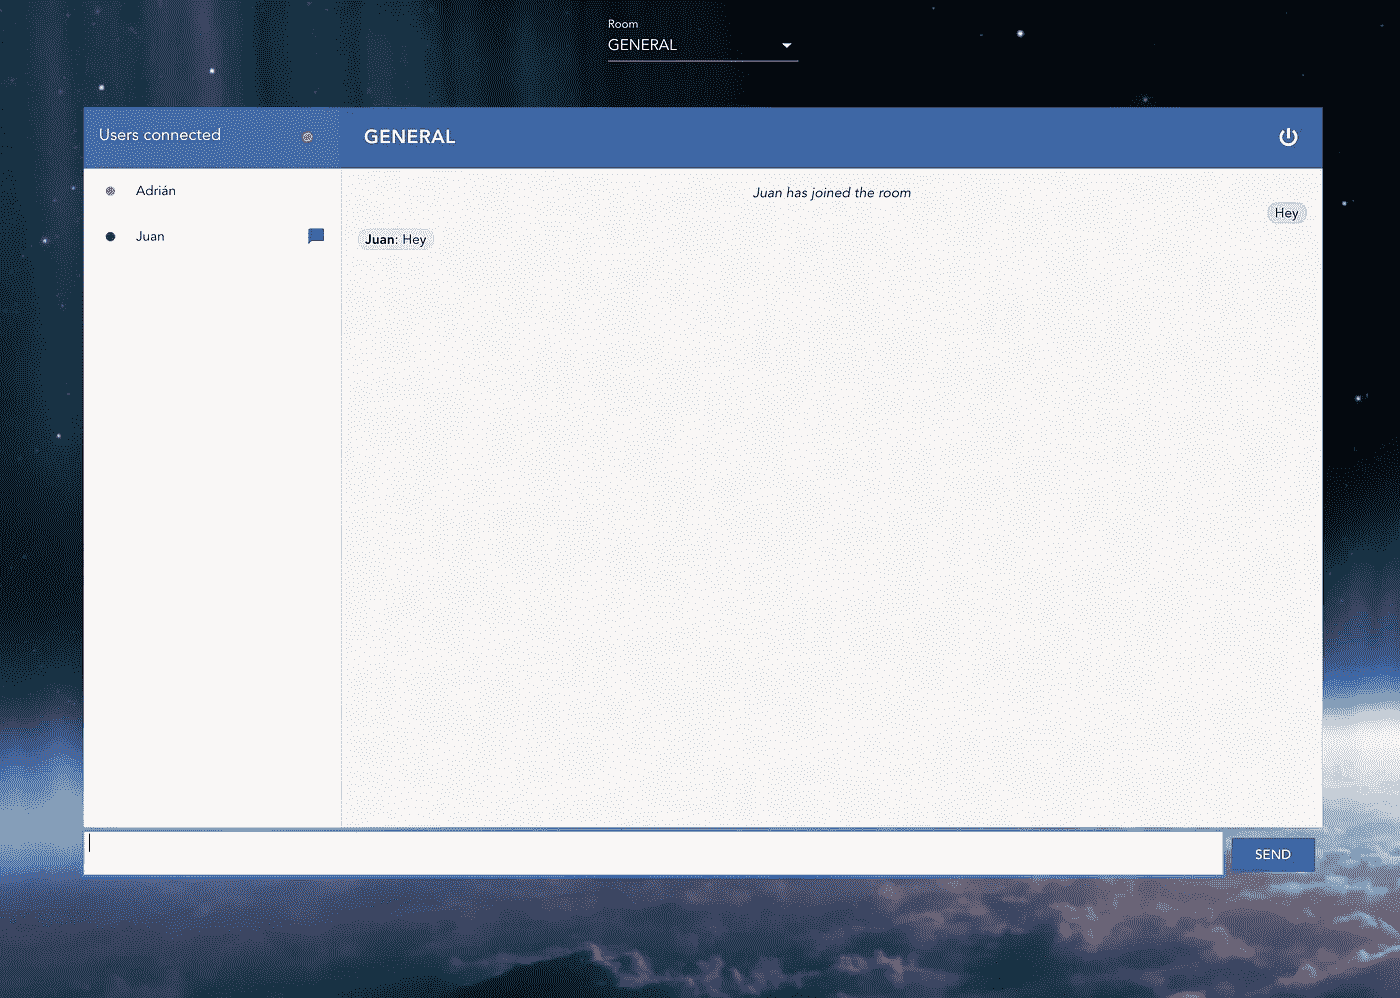 Room
GENERAL
Users connected
GENERAL
Adrián
Juan
Juan has joined the room
Hey
Juan: Hey
SEND